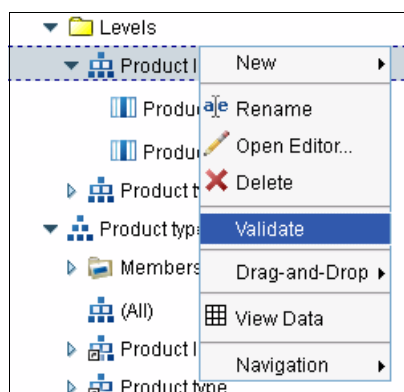 Levels
Product l
New
Produ
Rename
Produ
Open Editor...
Product t
Delete
Product typ
Validate
Members
Drag-and-Drop
(All)
View Data
Product l
Navigation
Product type